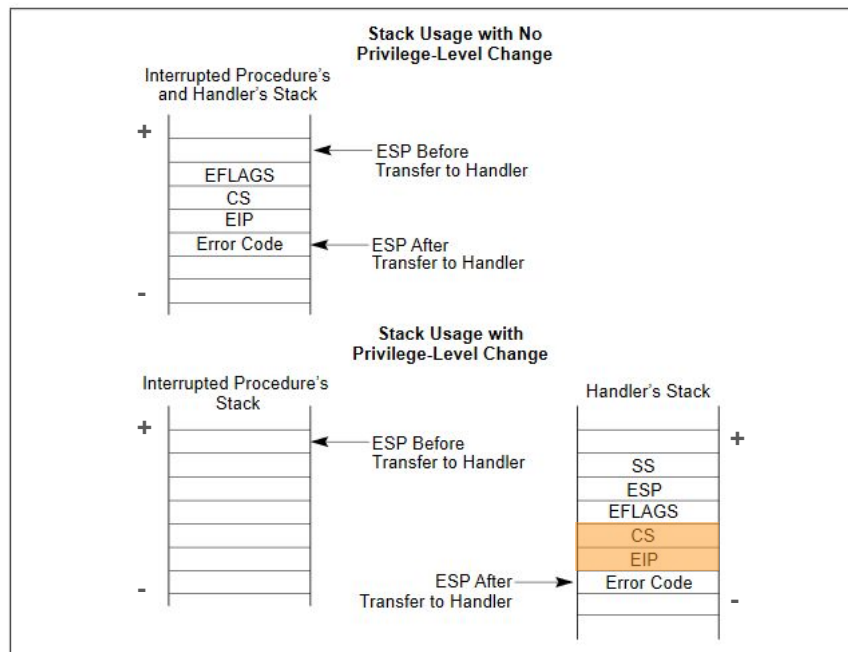 Stack Usage with No
Privilege-Level Change
Interrupted Procedure's
and Handler's Stack
+
ESP Before
Transfer to Handler
EFLAGS
CS
EIP
Error Code
ESP After
Transfer to Handler
-
Stack Usage with
Privilege-Level Change
Interrupted Procedure's
Stack
Handler's Stack
+
ESP Before
Transfer to Handler
+
SS
ESP
EFLAGS
CS
EIP
-
ESP After
Transfer to Handler
Error Code
-